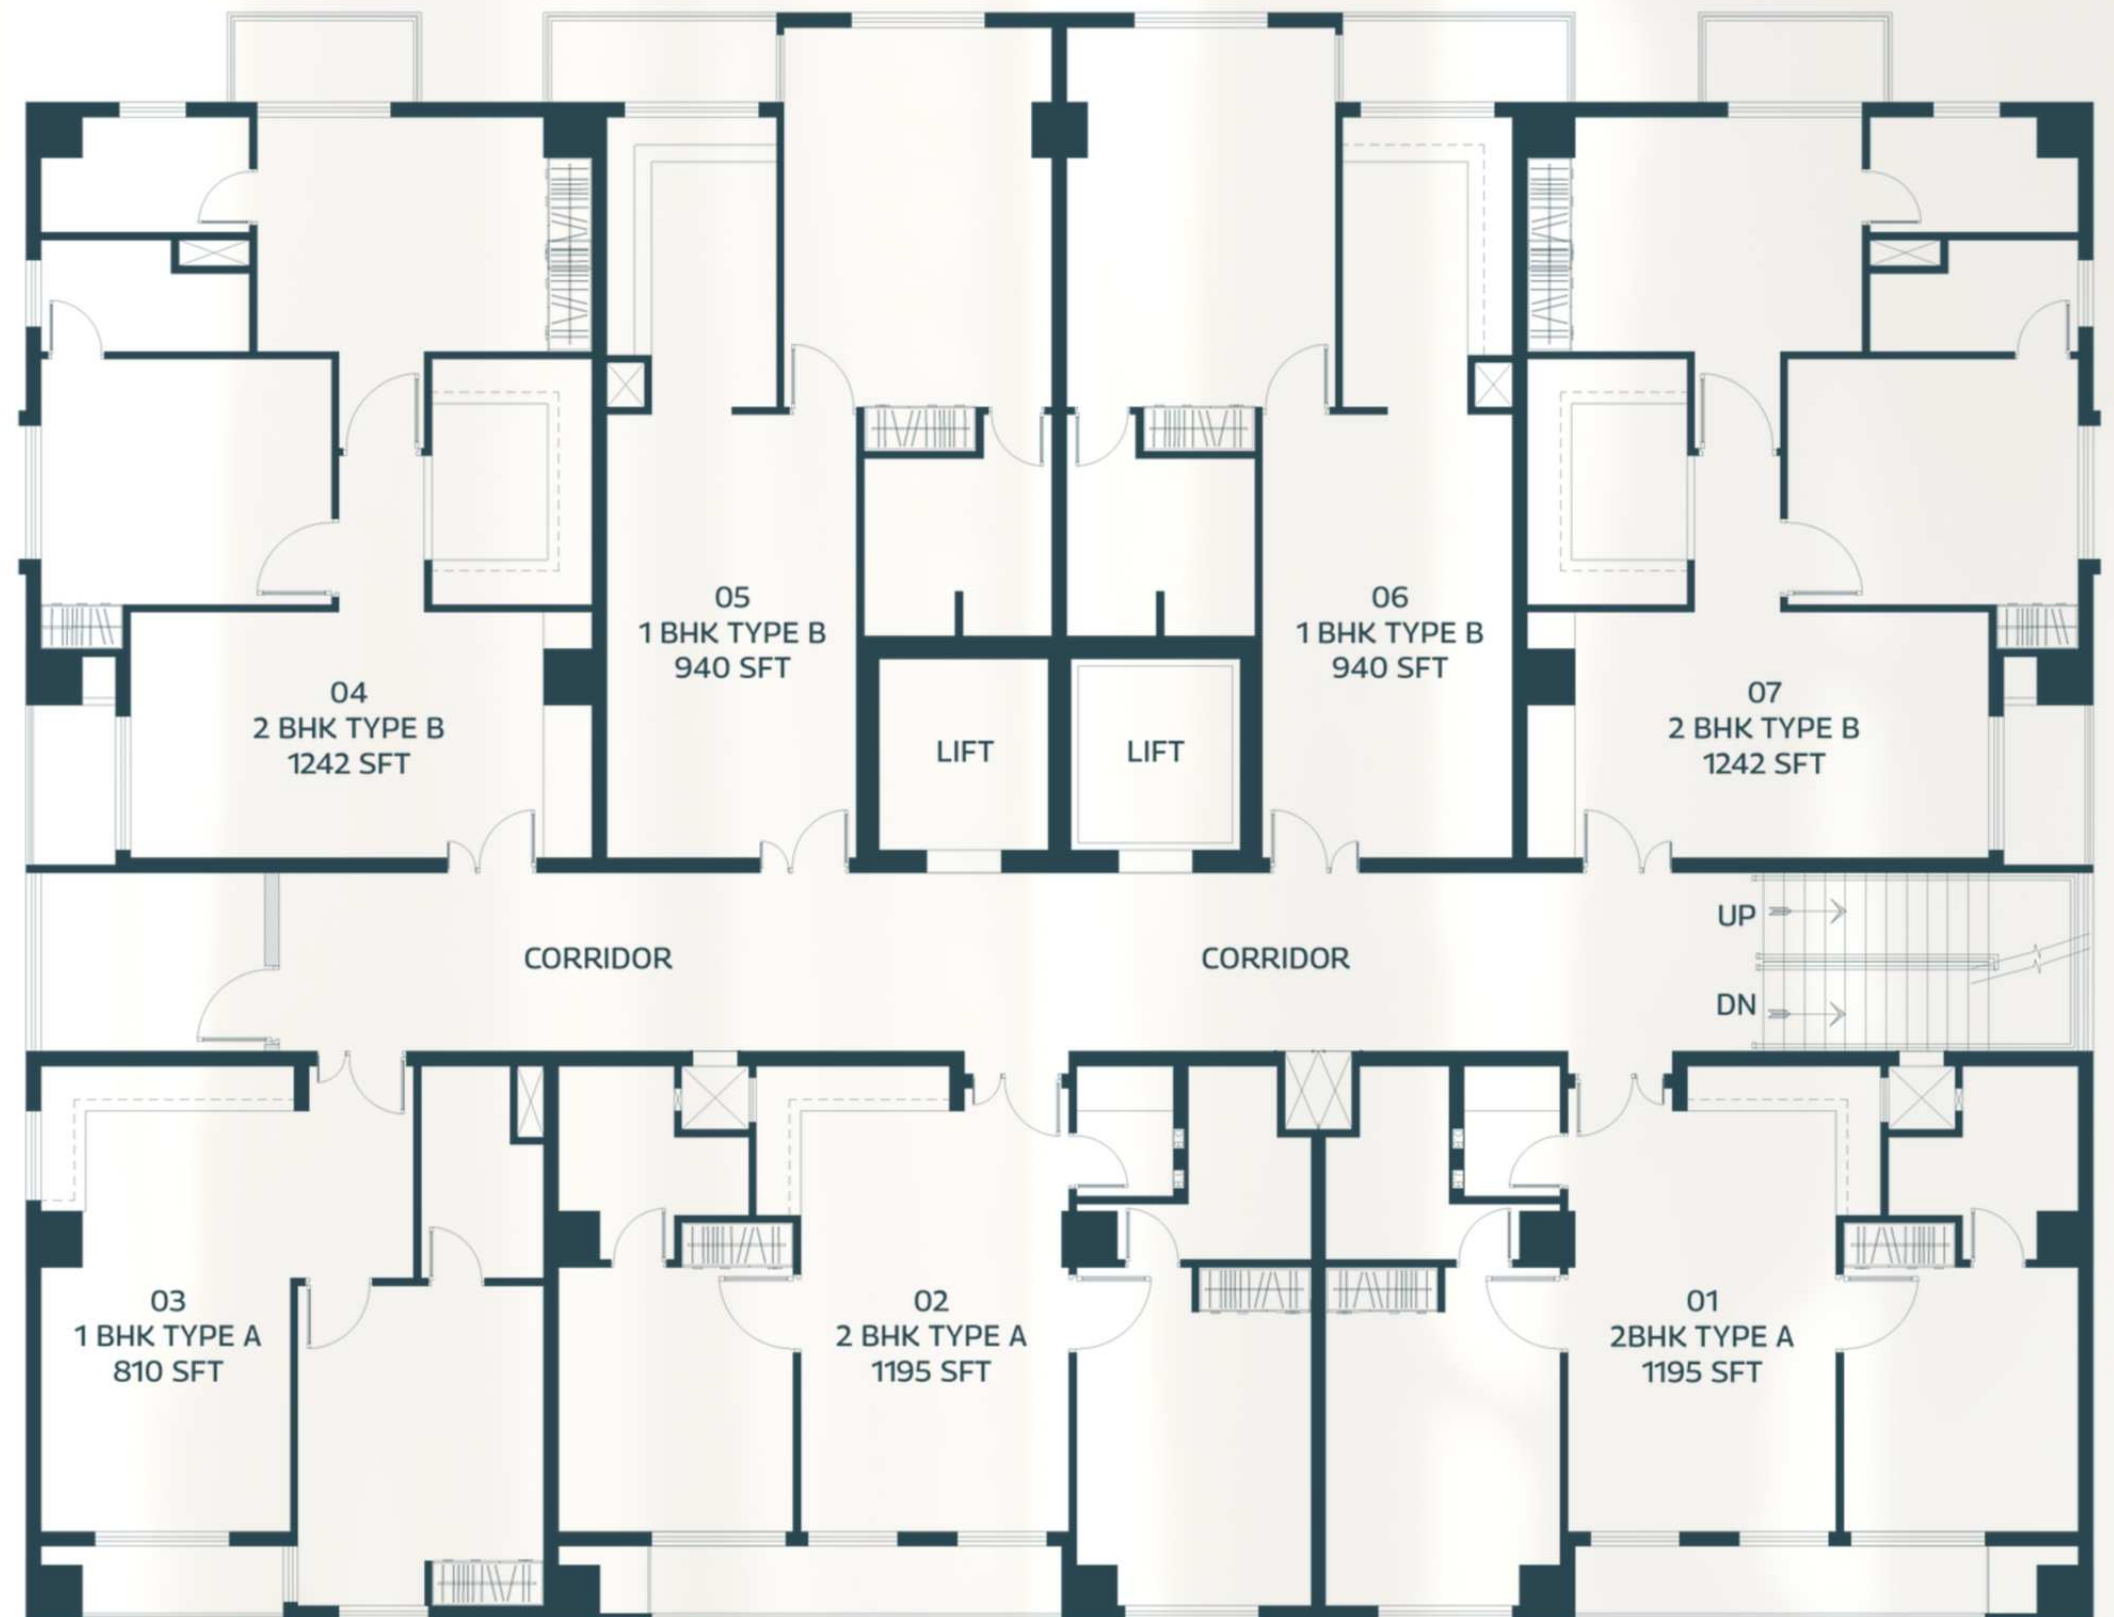 05
1 BHK TYPE B
940 SFT
06
1 BHK TYPE B
940 SFT
04
2 BHK TYPE B
1242 SFT
LIFT
LIFT
07
2 BHK TYPE B
1242 SFT
UP
CORRIDOR
CORRIDOR
DN
03
1 BHK TYPE A
810 SFT
02
2 BHK TYPE A
1195 SFT
01
2BHK TYPE A
1195 SFT